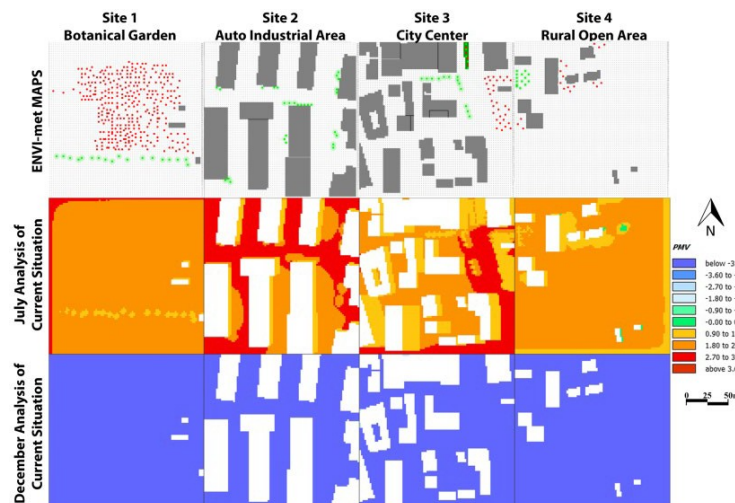 Site 1
Botanical Garden
Site 2
Auto Industrial Area
Site 3
City Center
Site 4
Rural Open Area
ENVI-met MAPS
July Analysis of
Current Situation
December Analysis of
Current Situation
N
PMV
below -3
-3.60 to -
-2.70 to -
-1.80 to -
-0.90 to -
-0.00 to 0
0.90 to 1
1.80 to 2
2.70 to 3
above 3.6
0 25 50m